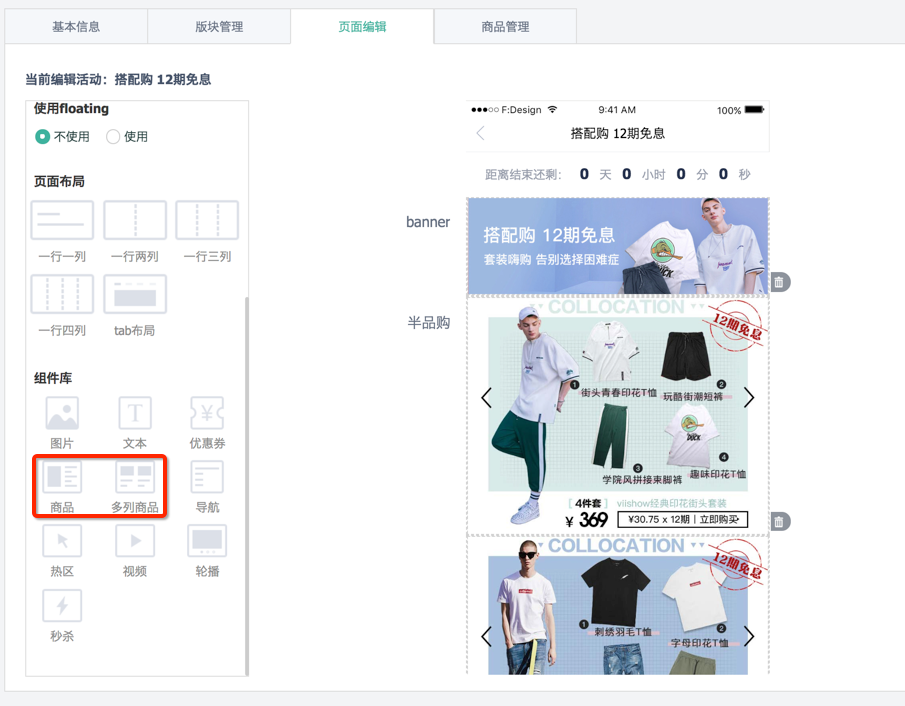 基本信息
版块管理
页面编辑
商品管理
当前编辑活动：搭配购 12期免息
使用floating
不使用
使用
页面布局
一行一列
一行两列
一行三列
一行四列
tab布局
组件库
图片
文本
优惠券
商品
多列商品
导航
热区
视频
轮播
秒杀
F:Design 9:41 AM 100%
搭配购 12期免息
距离结束还剩： 0 天 0 小时 0 分 0 秒
banner
搭配购 12期免息
套装嗨购 告别选择困难症
DUCK
半品购
COLLOCATION
12期免息
1 街头青春印花T恤
2 玩酷街潮短裤
DUCK
3 学院风拼接束脚裤
4 趣味印花T恤
[ 4件套 ] viishow经典印花街头套装
¥ 369 ¥30.75 x 12期 | 立即购买
COLLOCATION
12期免息
1 刺绣羽毛T恤
2 字母印花T恤